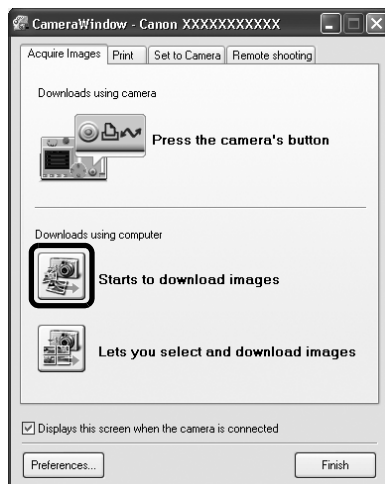 CameraWindow - Canon XXXXXXXXXXX
Acquire Images Print Set to Camera Remote shooting
Downloads using camera
Press the camera's button
Downloads using computer
Starts to download images
Lets you select and download images
Displays this screen when the camera is connected
Preferences... Finish